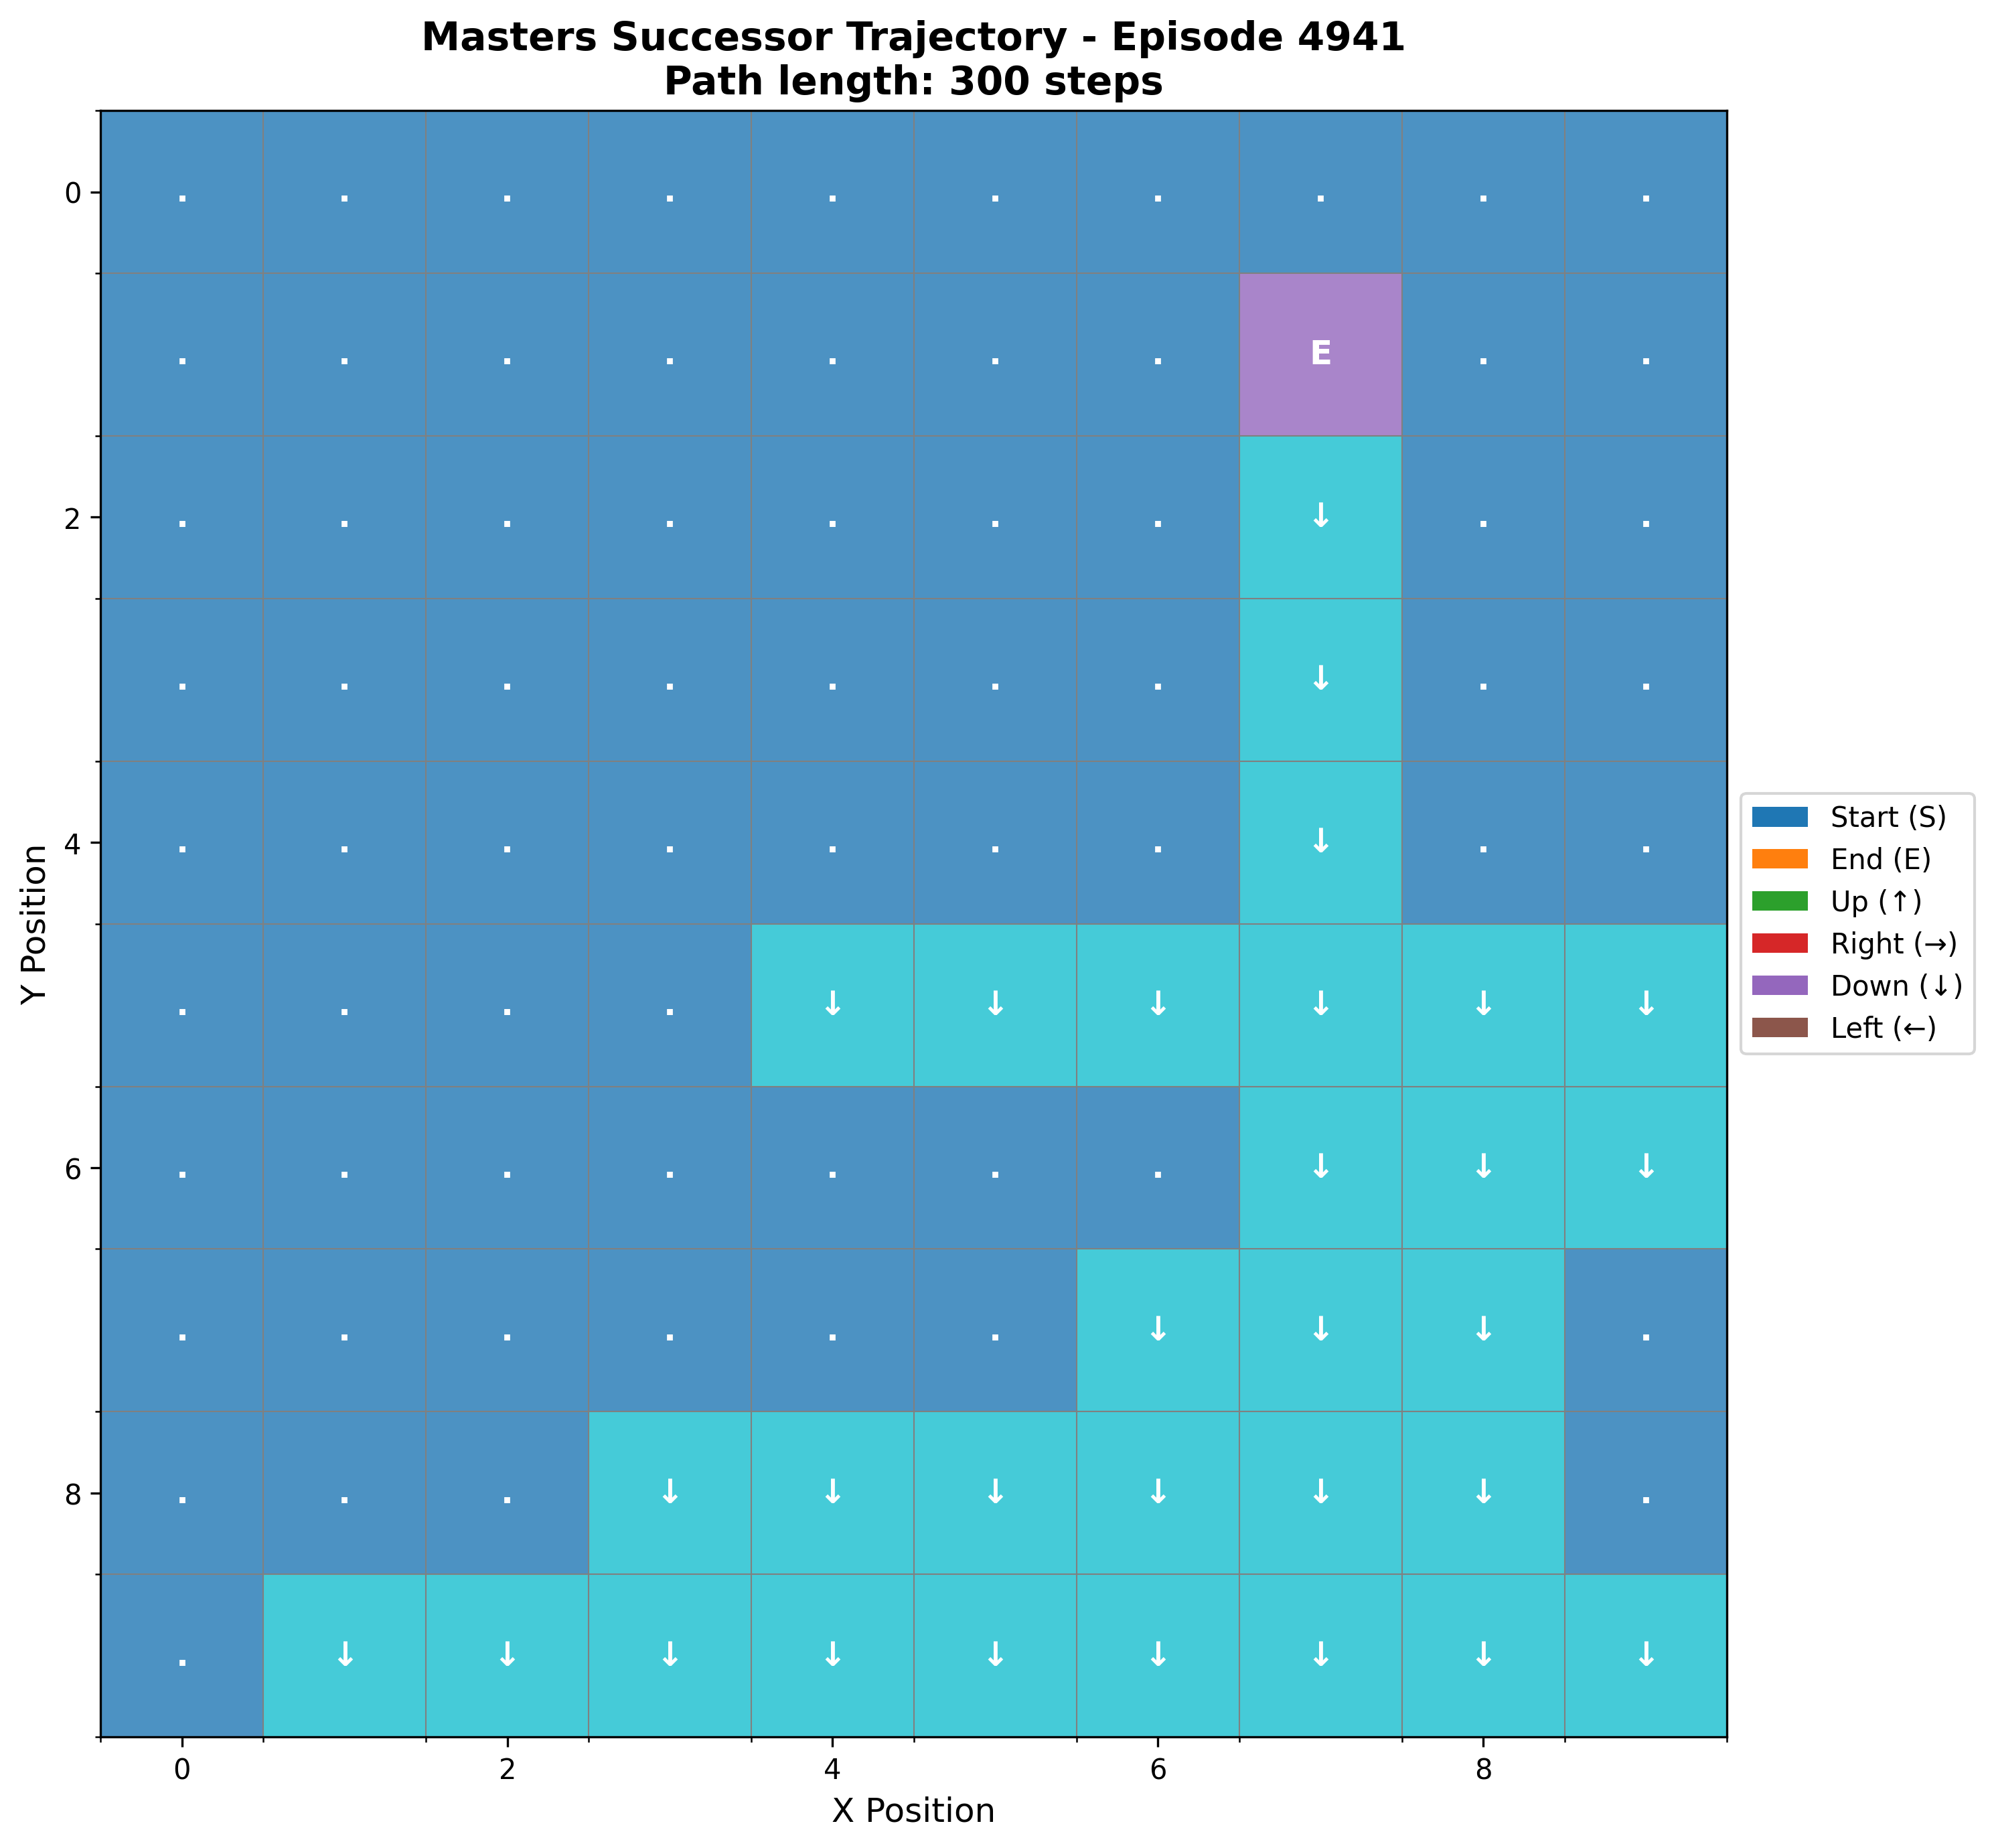 Masters Successor Trajectory - Episode 4941
Path length: 300 steps
0 . . . . . . . . . .
. . . . . . . E . .
2 . . . . . . . ↓ . .
. . . . . . . ↓ . .
4 . . . . . . . ↓ . .
. . . . ↓ ↓ ↓ ↓ ↓ ↓
6 . . . . . . . ↓ ↓ ↓
. . . . . . ↓ ↓ ↓ .
8 . . . ↓ ↓ ↓ ↓ ↓ ↓ .
. ↓ ↓ ↓ ↓ ↓ ↓ ↓ ↓ ↓
0 2 4 6 8
X Position
Y Position
Start (S)
End (E)
Up (↑)
Right (→)
Down (↓)
Left (←)